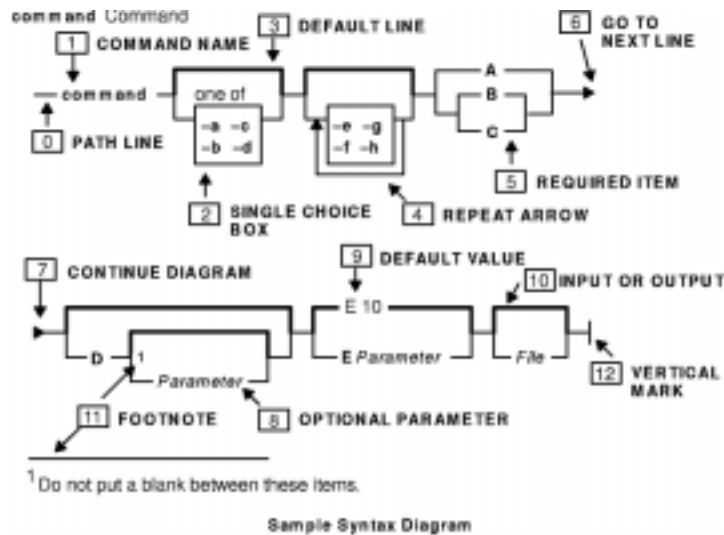 command Command
1 COMMAND NAME
3 DEFAULT LINE
6 GO TO
NEXT LINE
command
one of
–a –c
–b –d
–e –g
–f –h
A
B
C
0 PATH LINE
5 REQUIRED ITEM
2 SINGLE CHOICE
BOX
4 REPEAT ARROW
7 CONTINUE DIAGRAM
9 DEFAULT VALUE
10 INPUT OR OUTPUT
E 10
D 1
Parameter
E Parameter
File
12 VERTICAL
MARK
11 FOOTNOTE
8 OPTIONAL PARAMETER
1 Do not put a blank between these items.
Sample Syntax Diagram